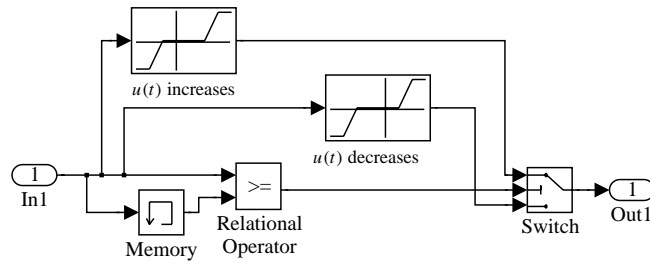 u(t) increases
u(t) decreases
1
In1
>=
Relational
Operator
Memory
Switch
1
Out1